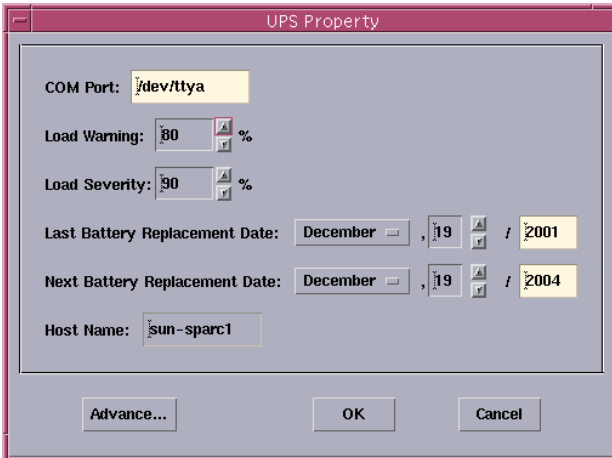 UPS Property
COM Port: /dev/ttya
Load Warning: 80 %
Load Severity: 90 %
Last Battery Replacement Date: December , 19 / 2001
Next Battery Replacement Date: December , 19 / 2004
Host Name: sun-sparc1
Advance... OK Cancel